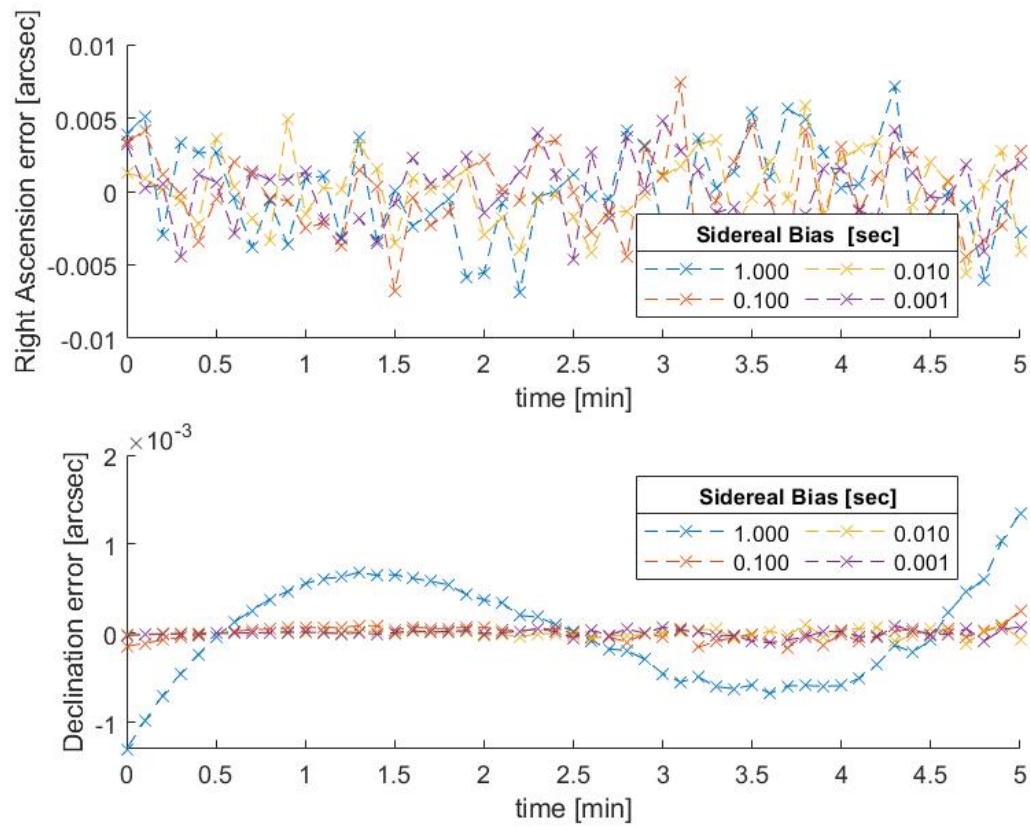 Right Ascension error [arcsec]
0.01
0.005
0
-0.005
-0.01
Sidereal Bias [sec]
1.000 0.010
0.100 0.001
0 0.5 1 1.5 2 2.5 3 3.5 4 4.5 5
time [min]
Declination error [arcsec]
×10⁻³
2
1
0
-1
Sidereal Bias [sec]
1.000 0.010
0.100 0.001
0 0.5 1 1.5 2 2.5 3 3.5 4 4.5 5
time [min]